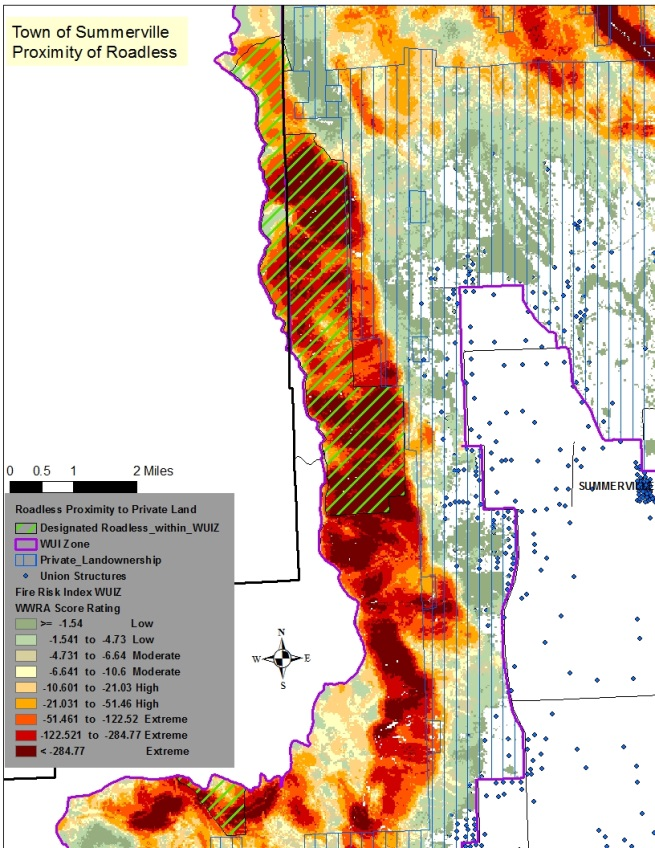 Town of Summerville
Proximity of Roadless
0 0.5 1 2 Miles
Roadless Proximity to Private Land
Designated Roadless_within_WUIZ
WUI Zone
Private_Landownership
Union Structures
Fire Risk Index WUIZ
WWRA Score Rating
>= -1.54 Low
-1.541 to -4.73 Low
-4.731 to -6.64 Moderate
-6.641 to -10.6 Moderate
-10.601 to -21.03 High
-21.031 to -51.46 High
-51.461 to -122.52 Extreme
-122.521 to -284.77 Extreme
< -284.77 Extreme
N
W E
S
SUMMERVILLE